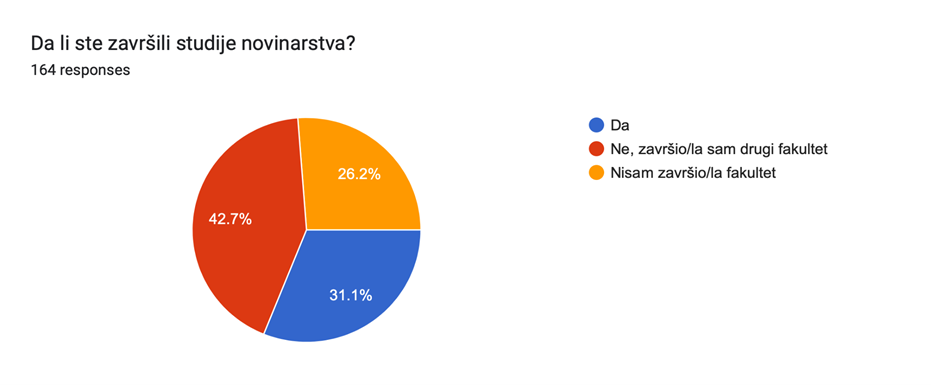 Da li ste završili studije novinarstva?
164 responses
Da
Ne, završio/la sam drugi fakultet
Nisam završio/la fakultet
26.2%
42.7%
31.1%